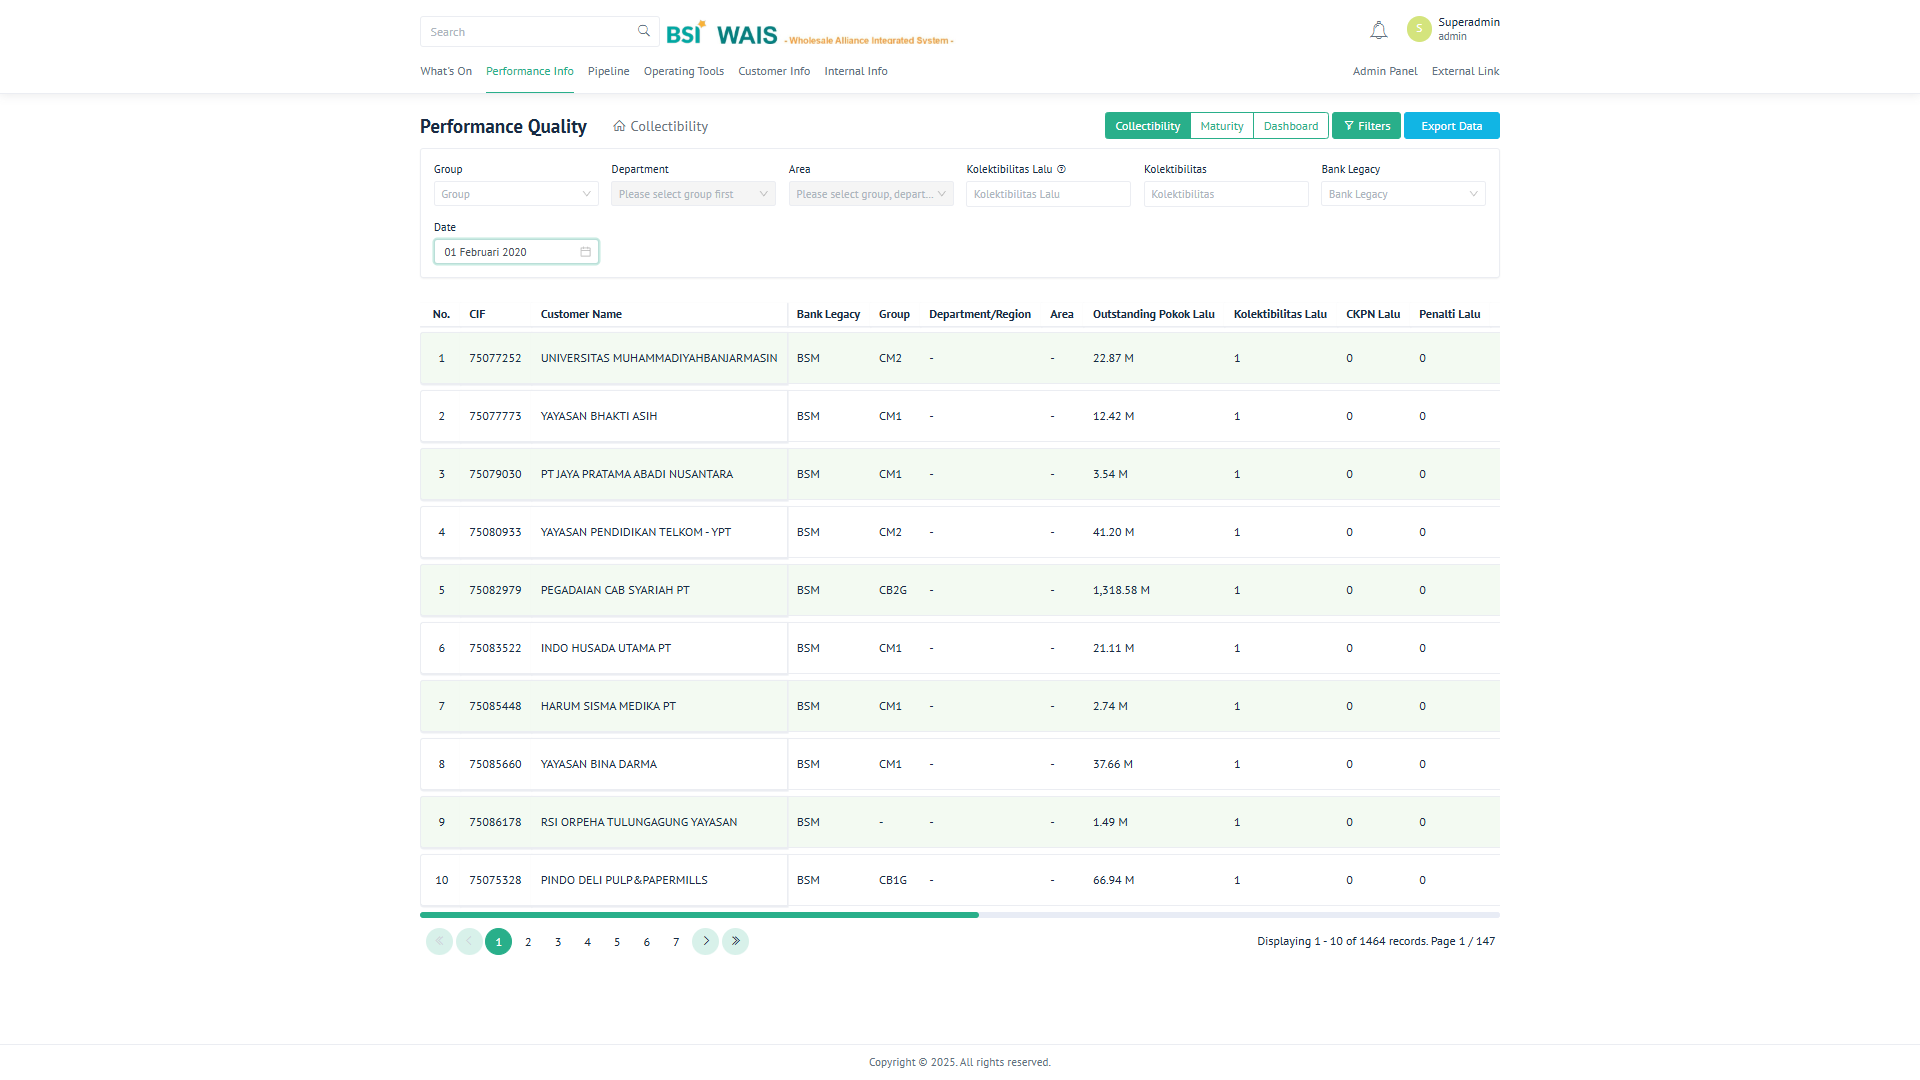 Search
BSI WAIS - Wholesale Alliance Integrated System -
S
Superadmin
admin
What's On Performance Info Pipeline Operating Tools Customer Info Internal Info Admin Panel External Link
Performance Quality Collectibility Collectibility Maturity Dashboard Filters Export Data
Group Department Area Kolektibilitas Lalu Kolektibilitas Bank Legacy
Group Please select group first Please select group, depart... Kolektibilitas Lalu Kolektibilitas Bank Legacy
Date
01 Februari 2020
No. CIF Customer Name Bank Legacy Group Department/Region Area Outstanding Pokok Lalu Kolektibilitas Lalu CKPN Lalu Penalti Lalu
1 75077252 UNIVERSITAS MUHAMMADIYAHBANJARMASIN BSM CM2 - - 22.87 M 1 0 0
2 75077773 YAYASAN BHAKTI ASIH BSM CM1 - - 12.42 M 1 0 0
3 75079030 PT JAYA PRATAMA ABADI NUSANTARA BSM CM1 - - 3.54 M 1 0 0
4 75080933 YAYASAN PENDIDIKAN TELKOM - YPT BSM CM2 - - 41.20 M 1 0 0
5 75082979 PEGADAIAN CAB SYARIAH PT BSM CB2G - - 1,318.58 M 1 0 0
6 75083522 INDO HUSADA UTAMA PT BSM CM1 - - 21.11 M 1 0 0
7 75085448 HARUM SISMA MEDIKA PT BSM CM1 - - 2.74 M 1 0 0
8 75085660 YAYASAN BINA DARMA BSM CM1 - - 37.66 M 1 0 0
9 75086178 RSI ORPEHA TULUNGAGUNG YAYASAN BSM - - - 1.49 M 1 0 0
10 75075328 PINDO DELI PULP&PAPERMILLS BSM CB1G - - 66.94 M 1 0 0
1 2 3 4 5 6 7 Displaying 1 - 10 of 1464 records. Page 1 / 147
Copyright © 2025. All rights reserved.